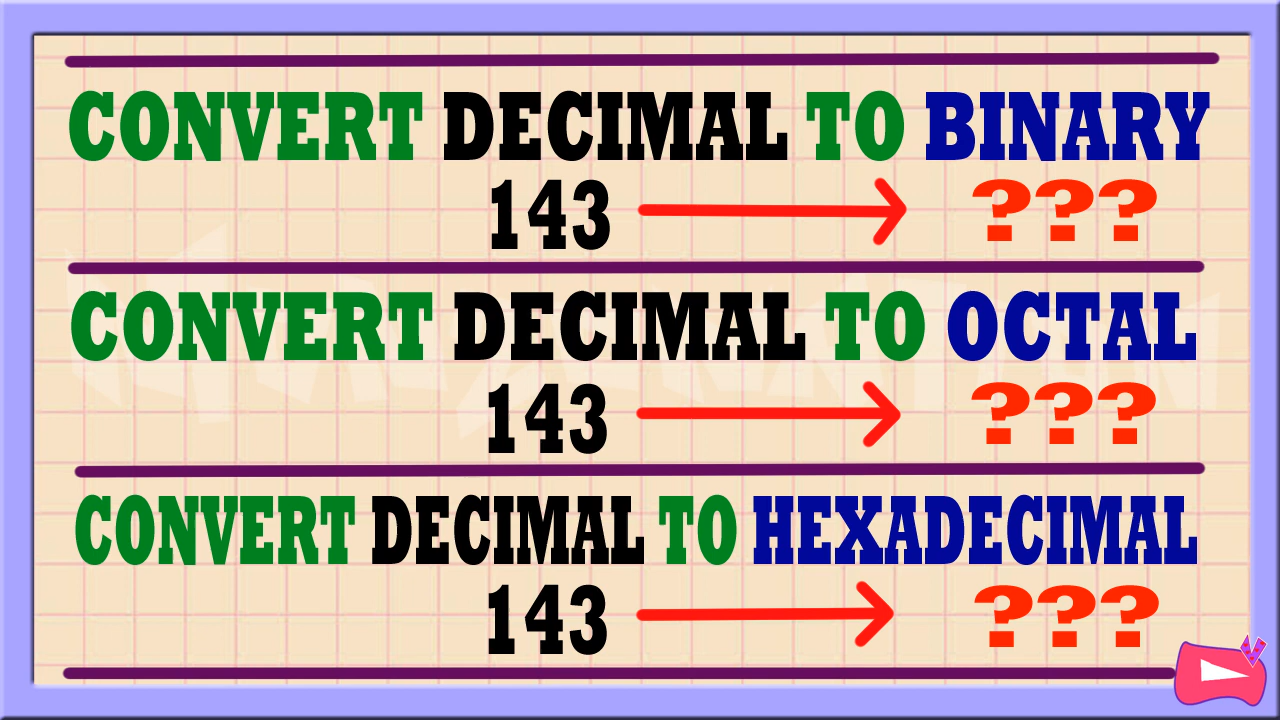 CONVERT DECIMAL TO BINARY
143 ???
CONVERT DECIMAL TO OCTAL
143 ???
CONVERT DECIMAL TO HEXADECIMAL
143 ???